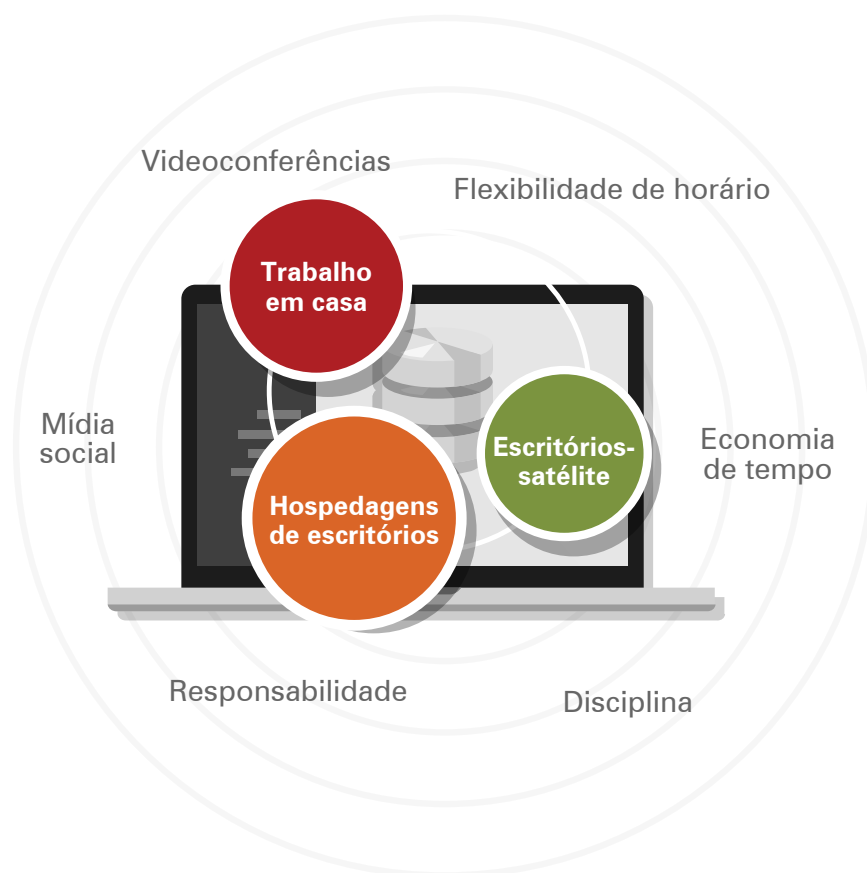 Videoconferências
Flexibilidade de horário
Trabalho
em casa
Mídia
social
Escritórios-
satélite
Economia
de tempo
Hospedagens
de escritórios
Responsabilidade
Disciplina